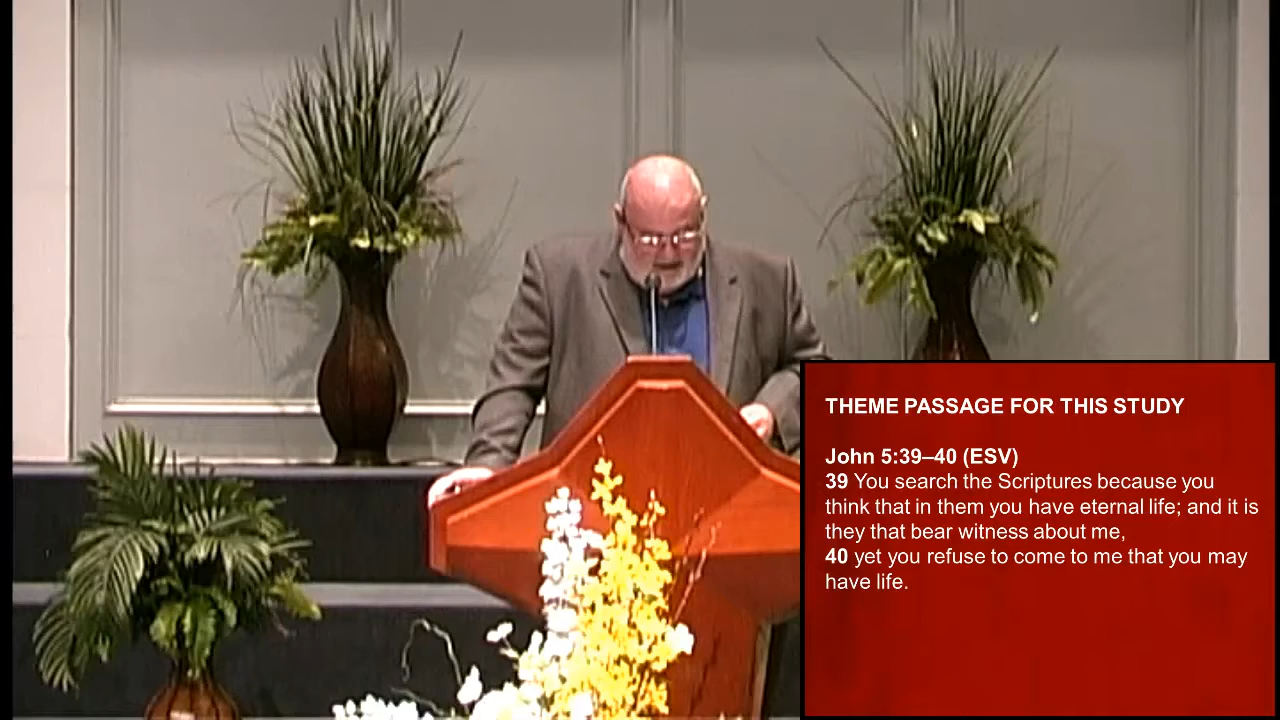 THEME PASSAGE FOR THIS STUDY
John 5:39–40 (ESV)
39 You search the Scriptures because you
think that in them you have eternal life; and it is
they that bear witness about me,
40 yet you refuse to come to me that you may
have life.